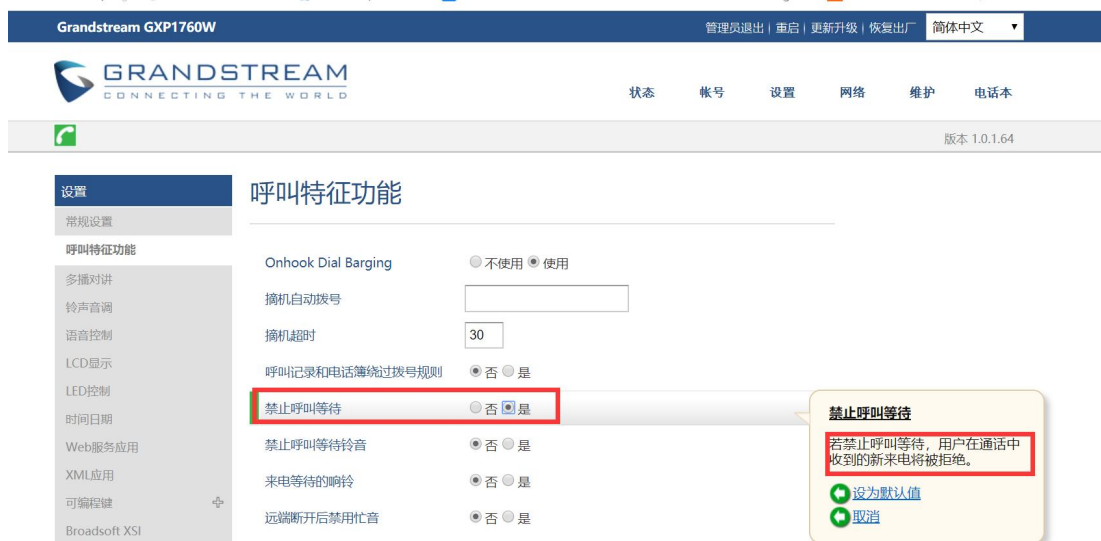 Grandstream GXP1760W
管理员退出 | 重启 | 更新升级 | 恢复出厂 简体中文
GRANDSTREAM
CONNECTING THE WORLD
状态 帐号 设置 网络 维护 电话本
版本 1.0.1.64
设置
常规设置
呼叫特征功能
多播对讲
铃声音调
语音控制
LCD显示
LED控制
时间日期
Web服务应用
XML应用
可编程键
Broadsoft XSI
呼叫特征功能
Onhook Dial Barging 不使用 使用
摘机自动拨号
摘机超时 30
呼叫记录和电话簿绕过拨号规则 否 是
禁止呼叫等待 否 是
禁止呼叫等待铃音 否 是
来电等待的响铃 否 是
远端断开后禁用忙音 否 是
禁止呼叫等待
若禁止呼叫等待，用户在通话中
收到的新来电将被拒绝。
设为默认值
取消